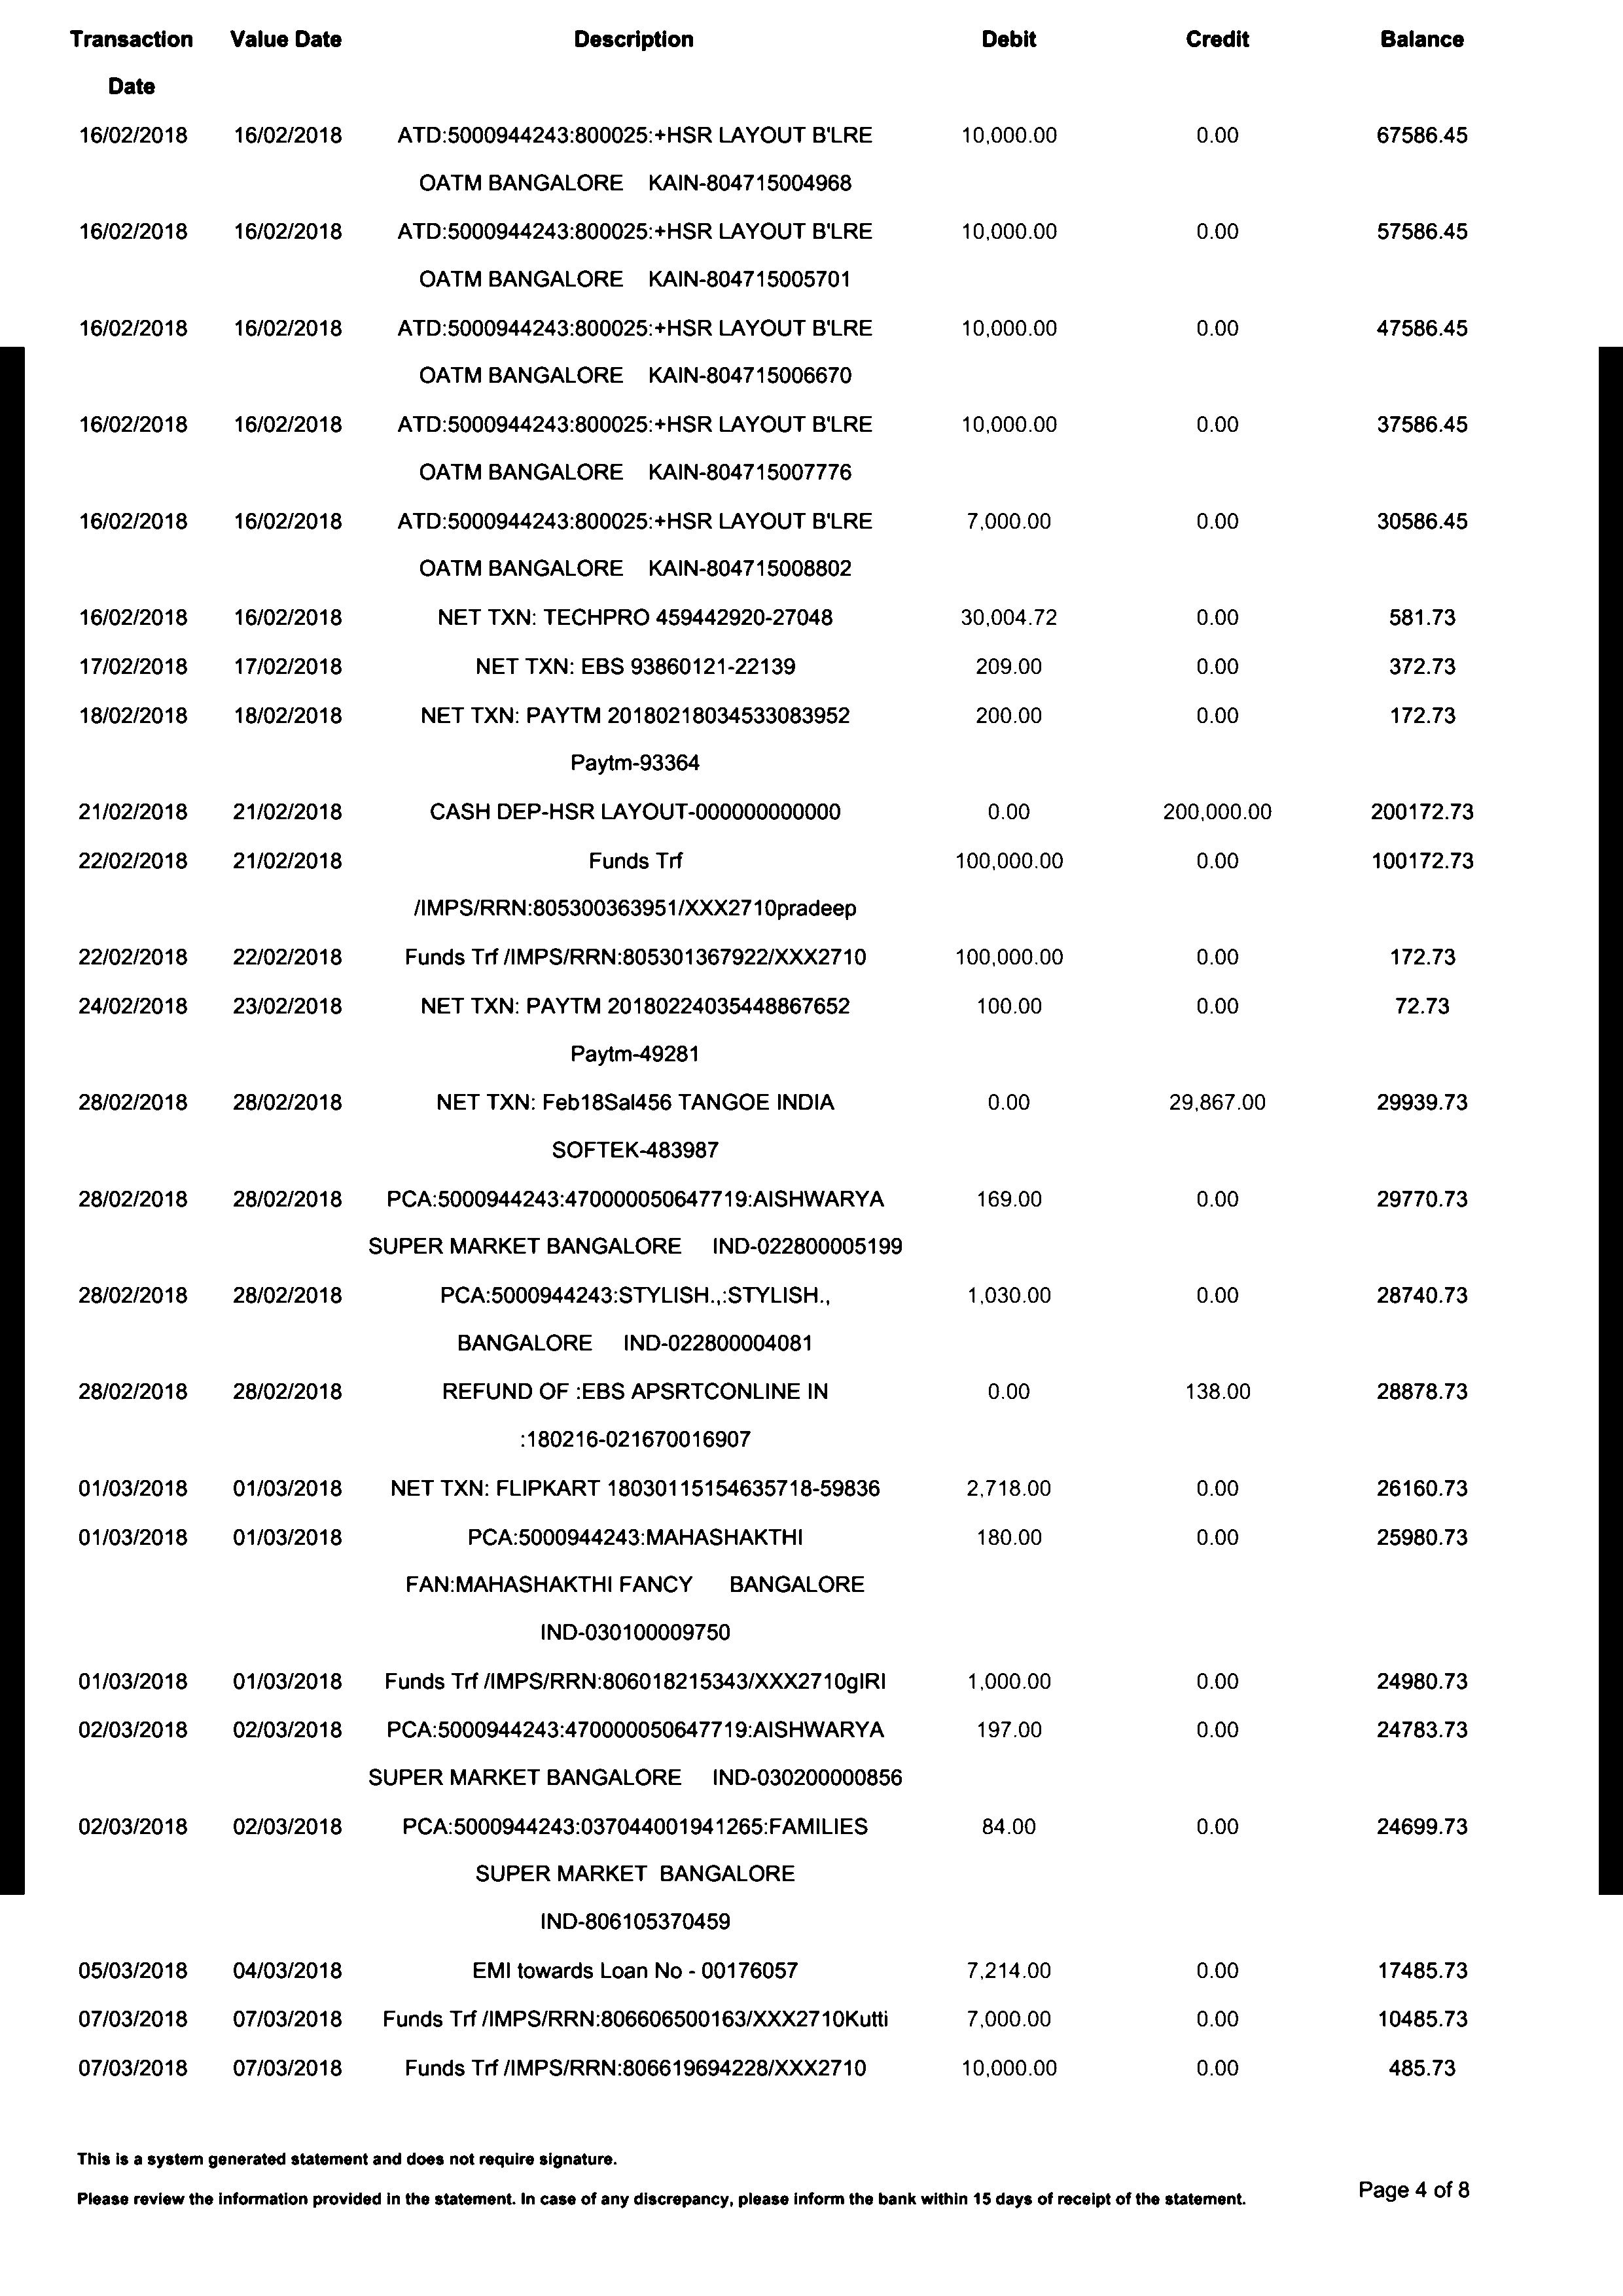 Transaction Value Date Description Debit Credit Balance
Date
16/02/2018 16/02/2018 ATD:5000944243:800025:+HSR LAYOUT B'LRE 10,000.00 0.00 67586.45
OATM BANGALORE KAIN-804715004968
16/02/2018 16/02/2018 ATD:5000944243:800025:+HSR LAYOUT B'LRE 10,000.00 0.00 57586.45
OATM BANGALORE KAIN-804715005701
16/02/2018 16/02/2018 ATD:5000944243:800025:+HSR LAYOUT B'LRE 10,000.00 0.00 47586.45
OATM BANGALORE KAIN-804715006670
16/02/2018 16/02/2018 ATD:5000944243:800025:+HSR LAYOUT B'LRE 10,000.00 0.00 37586.45
OATM BANGALORE KAIN-804715007776
16/02/2018 16/02/2018 ATD:5000944243:800025:+HSR LAYOUT B'LRE 7,000.00 0.00 30586.45
OATM BANGALORE KAIN-804715008802
16/02/2018 16/02/2018 NET TXN: TECHPRO 459442920-27048 30,004.72 0.00 581.73
17/02/2018 17/02/2018 NET TXN: EBS 93860121-22139 209.00 0.00 372.73
18/02/2018 18/02/2018 NET TXN: PAYTM 20180218034533083952 200.00 0.00 172.73
Paytm-93364
21/02/2018 21/02/2018 CASH DEP-HSR LAYOUT-000000000000 0.00 200,000.00 200172.73
22/02/2018 21/02/2018 Funds Trf 100,000.00 0.00 100172.73
/IMPS/RRN:805300363951/XXX2710pradeep
22/02/2018 22/02/2018 Funds Trf /IMPS/RRN:805301367922/XXX2710 100,000.00 0.00 172.73
24/02/2018 23/02/2018 NET TXN: PAYTM 20180224035448867652 100.00 0.00 72.73
Paytm-49281
28/02/2018 28/02/2018 NET TXN: Feb18Sal456 TANGOE INDIA 0.00 29,867.00 29939.73
SOFTEK-483987
28/02/2018 28/02/2018 PCA:5000944243:470000050647719:AISHWARYA 169.00 0.00 29770.73
SUPER MARKET BANGALORE IND-022800005199
28/02/2018 28/02/2018 PCA:5000944243:STYLISH.,:STYLISH., 1,030.00 0.00 28740.73
BANGALORE IND-022800004081
28/02/2018 28/02/2018 REFUND OF :EBS APSRTCONLINE IN 0.00 138.00 28878.73
:180216-021670016907
01/03/2018 01/03/2018 NET TXN: FLIPKART 18030115154635718-59836 2,718.00 0.00 26160.73
01/03/2018 01/03/2018 PCA:5000944243:MAHASHAKTHI 180.00 0.00 25980.73
FAN:MAHASHAKTHI FANCY BANGALORE
IND-030100009750
01/03/2018 01/03/2018 Funds Trf /IMPS/RRN:806018215343/XXX2710gIRI 1,000.00 0.00 24980.73
02/03/2018 02/03/2018 PCA:5000944243:470000050647719:AISHWARYA 197.00 0.00 24783.73
SUPER MARKET BANGALORE IND-030200000856
02/03/2018 02/03/2018 PCA:5000944243:037044001941265:FAMILIES 84.00 0.00 24699.73
SUPER MARKET BANGALORE
IND-806105370459
05/03/2018 04/03/2018 EMI towards Loan No - 00176057 7,214.00 0.00 17485.73
07/03/2018 07/03/2018 Funds Trf /IMPS/RRN:806606500163/XXX2710Kutti 7,000.00 0.00 10485.73
07/03/2018 07/03/2018 Funds Trf /IMPS/RRN:806619694228/XXX2710 10,000.00 0.00 485.73
This is a system generated statement and does not require signature.
Please review the information provided in the statement. In case of any discrepancy, please inform the bank within 15 days of receipt of the statement.
Page 4 of 8